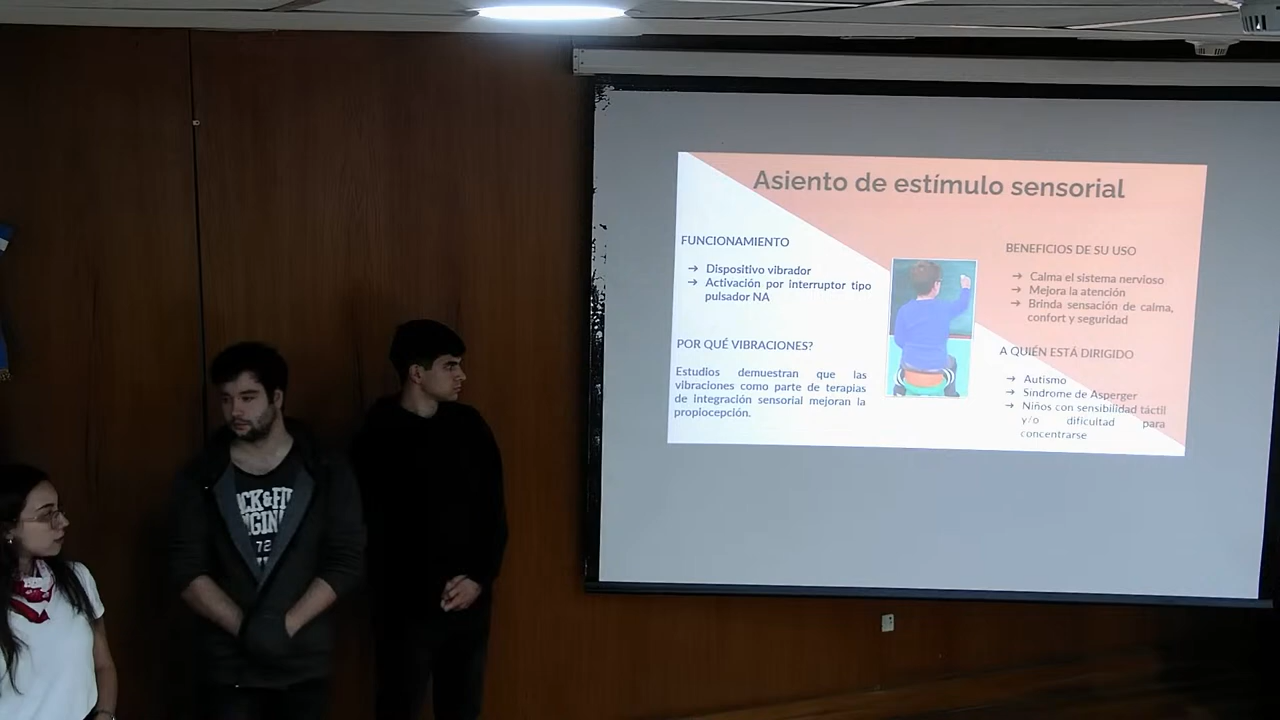 Asiento de estímulo sensorial
FUNCIONAMIENTO
→ Dispositivo vibrador
→ Activación por interruptor tipo
pulsador NA
POR QUÉ VIBRACIONES?
Estudios demuestran que las
vibraciones como parte de terapias
de integración sensorial mejoran la
propiocepción.
BENEFICIOS DE SU USO
→ Calma el sistema nervioso
→ Mejora la atención
→ Brinda sensación de calma,
confort y seguridad
A QUIÉN ESTÁ DIRIGIDO
→ Autismo
→ Síndrome de Asperger
→ Niños con sensibilidad táctil
y/o dificultad para
concentrarse
72